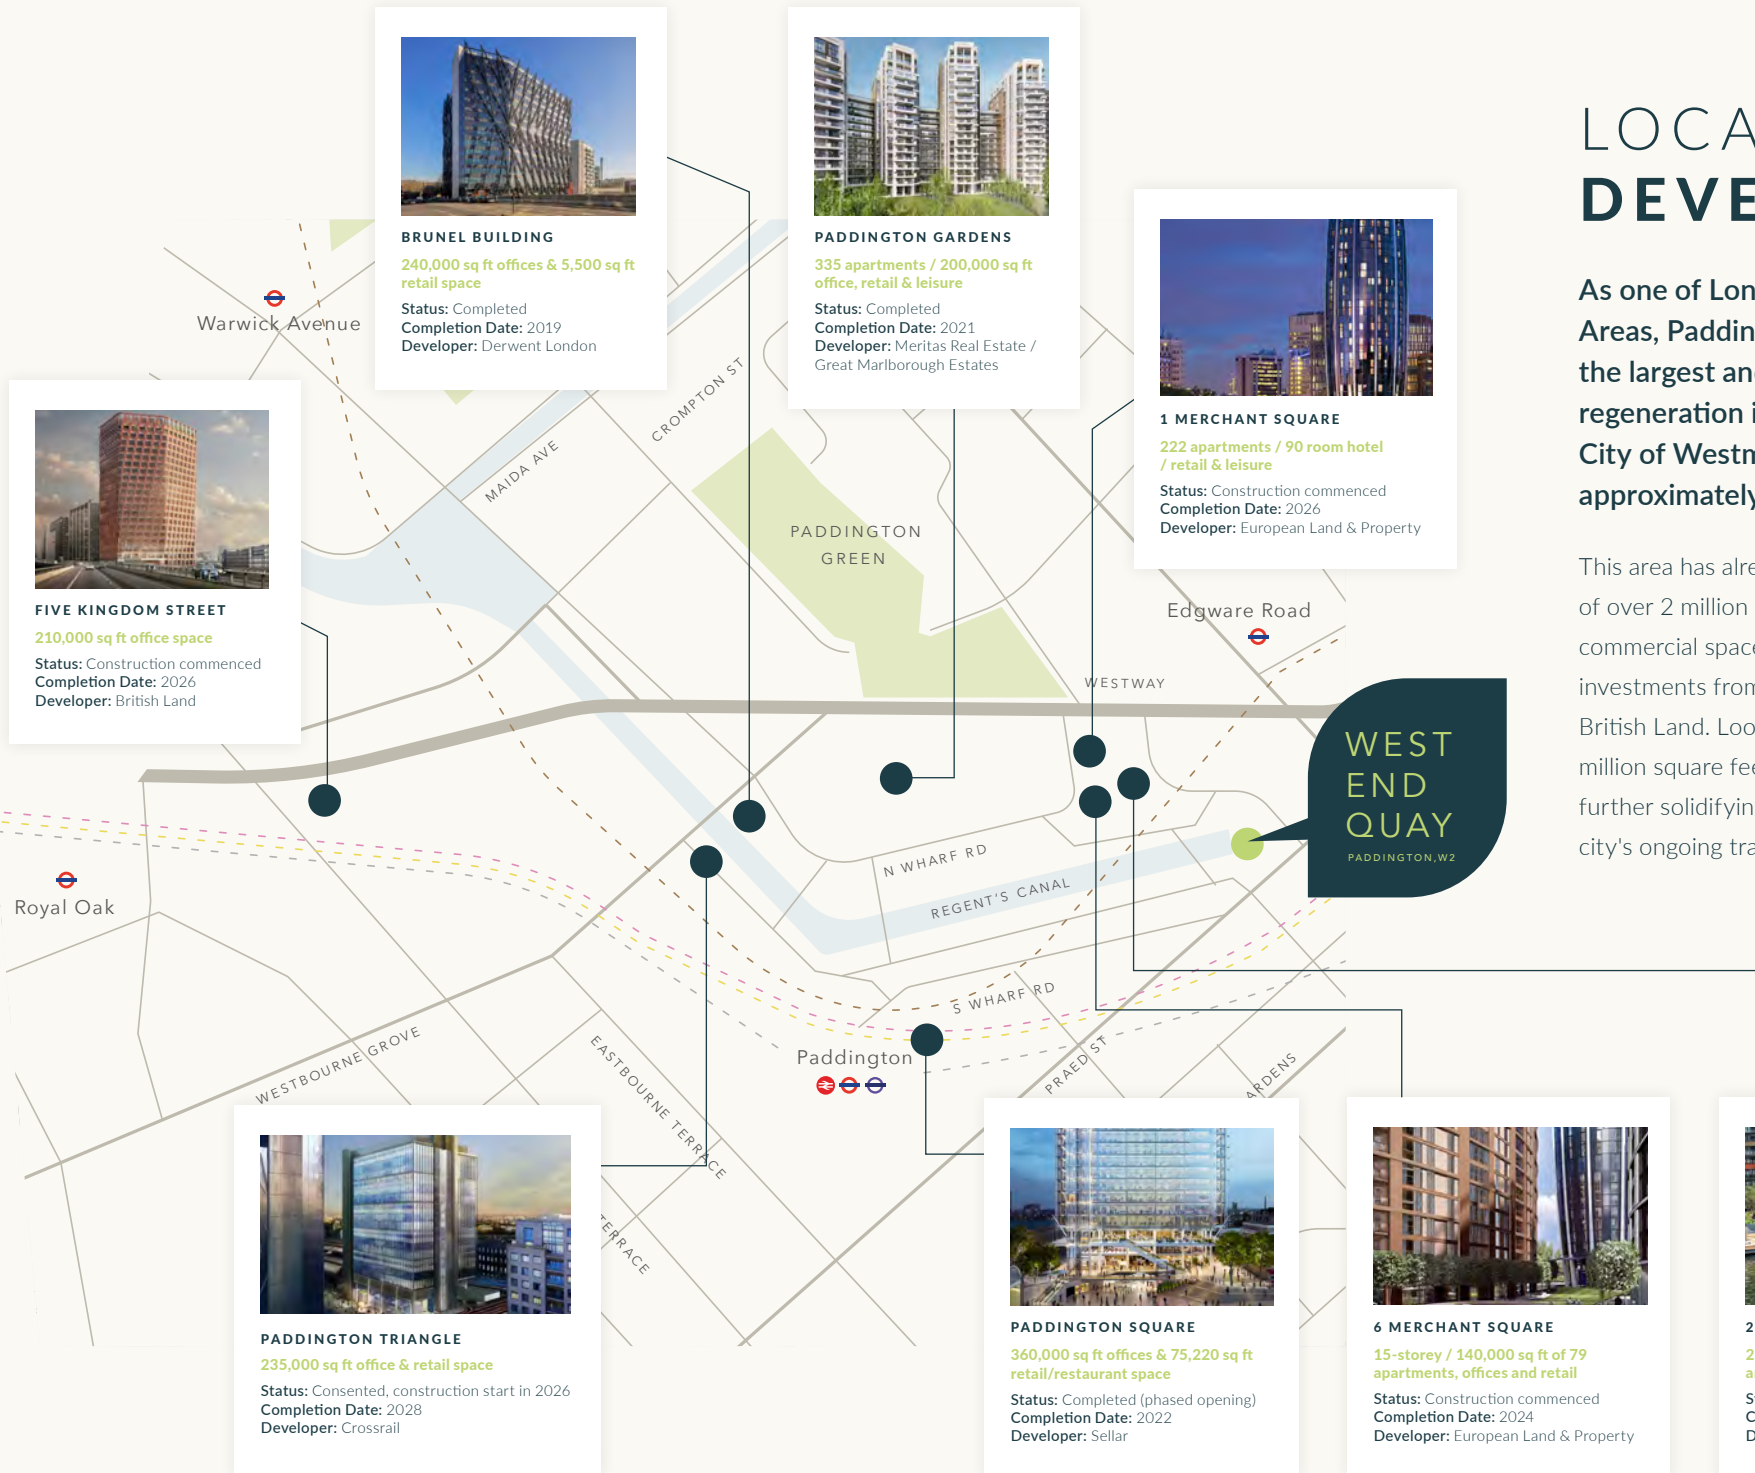 BRUNEL BUILDING
240,000 sq ft offices & 5,500 sq ft
retail space
Status: Completed
Completion Date: 2019
Developer: Derwent London
PADDINGTON GARDENS
335 apartments / 200,000 sq ft
office, retail & leisure
Status: Completed
Completion Date: 2021
Developer: Meritas Real Estate /
Great Marlborough Estates
1 MERCHANT SQUARE
222 apartments / 90 room hotel
/ retail & leisure
Status: Construction commenced
Completion Date: 2026
Developer: European Land & Property
LOCA
DEVE
As one of Lon
Areas, Paddin
the largest an
regeneration i
City of Westm
approximately
This area has alre
of over 2 million
commercial space
investments from
British Land. Loo
million square fee
further solidifyin
city's ongoing tra
Warwick Avenue
FIVE KINGDOM STREET
210,000 sq ft office space
Status: Construction commenced
Completion Date: 2026
Developer: British Land
CROMPTON ST
MAIDA AVE
PADDINGTON
GREEN
Edgware Road
WESTWAY
WEST
END
QUAY
PADDINGTON, W2
N WHARF RD
REGENT'S CANAL
Royal Oak
S WHARF RD
WESTBOURNE GROVE
EASTBOURNE TERRACE
Paddington
PRAED ST
ARDENS
TERRACE
PADDINGTON TRIANGLE
235,000 sq ft office & retail space
Status: Consented, construction start in 2026
Completion Date: 2028
Developer: Crossrail
PADDINGTON SQUARE
360,000 sq ft offices & 75,220 sq ft
retail/restaurant space
Status: Completed (phased opening)
Completion Date: 2022
Developer: Sellar
6 MERCHANT SQUARE
15-storey / 140,000 sq ft of 79
apartments, offices and retail
Status: Construction commenced
Completion Date: 2024
Developer: European Land & Property
2
2
a
S
C
D